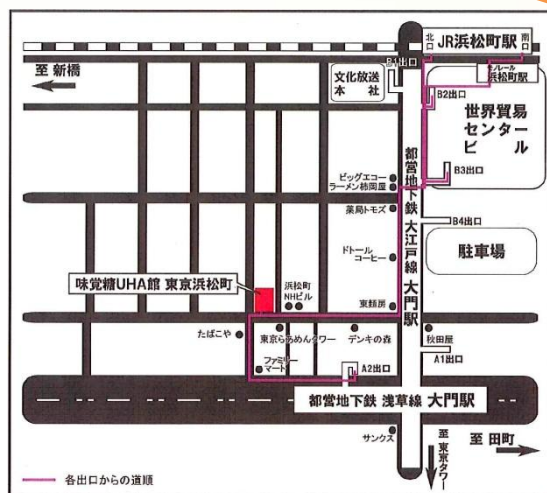 北口
南口
JR浜松町駅
B1出口
モノレール
浜松町駅
至 新橋
文化放送
本社
B2出口
世界貿易
センター
ビル
B3出口
ビッグエコー
ラーメン柿岡屋
都営地下鉄 大江戸線 大門駅
薬局トモズ
B4出口
駐車場
ドトール
コーヒー
味覚糖UHA館 東京浜松町
浜松町
NHビル
東頬房
たばこや
東京らあめんタワー
デンキの森
秋田屋
ファミリー
マート
A2出口
A1出口
都営地下鉄 浅草線 大門駅
サンクス
至 東京タワー
至 田町
各出口からの道順